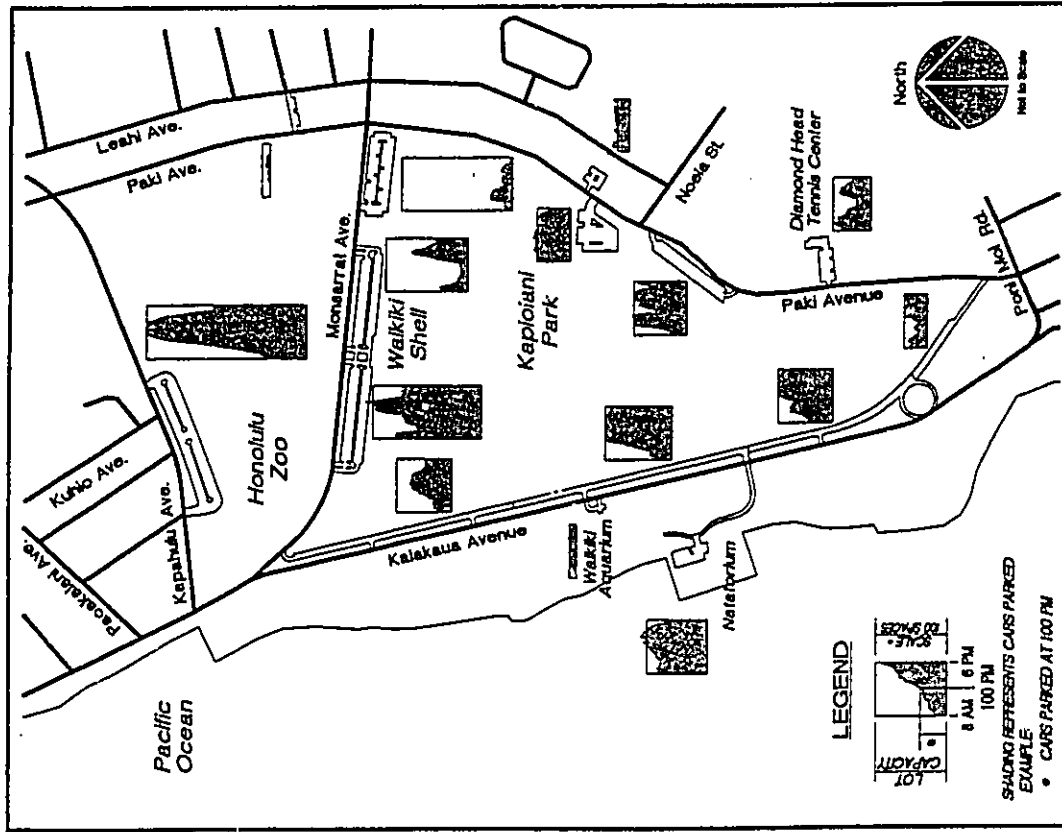 Leahi Ave.
Paki Ave.
North
Not to Scale
Monsarrat Ave.
Kuhio Ave.
Paoakalani Ave.
Kapahulu Ave.
Honolulu
Zoo
Waikiki
Shell
Kapioiani
Park
Noela St.
Diamond Head
Tennis Center
Paki Avenue
Poni Moi Rd.
Kalakaua Avenue
Waikiki
Aquarium
Natatorium
Pacific
Ocean
LEGEND
LOT
CAPACITY
SCALE =
100 SPACES
8 AM
6 PM
1:00 PM
SHADING REPRESENTS CARS PARKED
EXAMPLE:
• CARS PARKED AT 1:00 PM